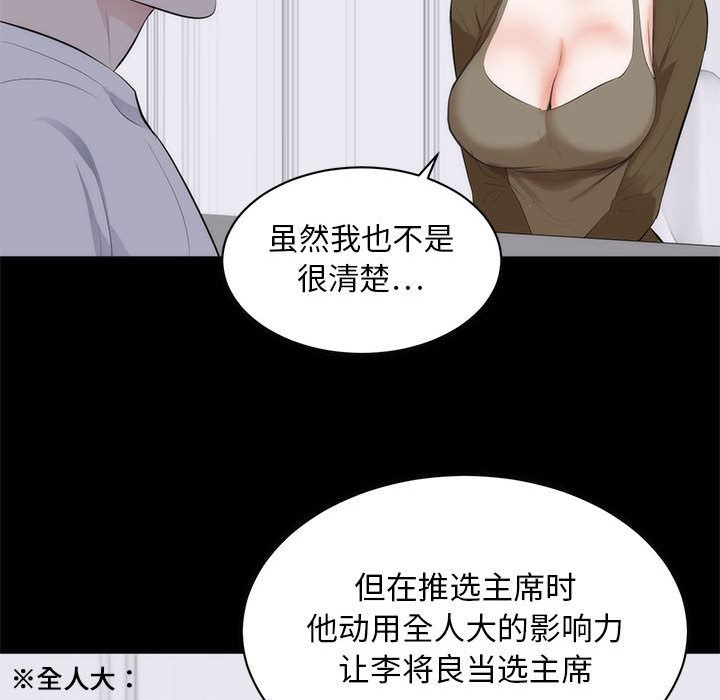 虽然我也不是
很清楚...
但在推选主席时
他动用全人大的影响力
让李将良当选主席
※全人大：